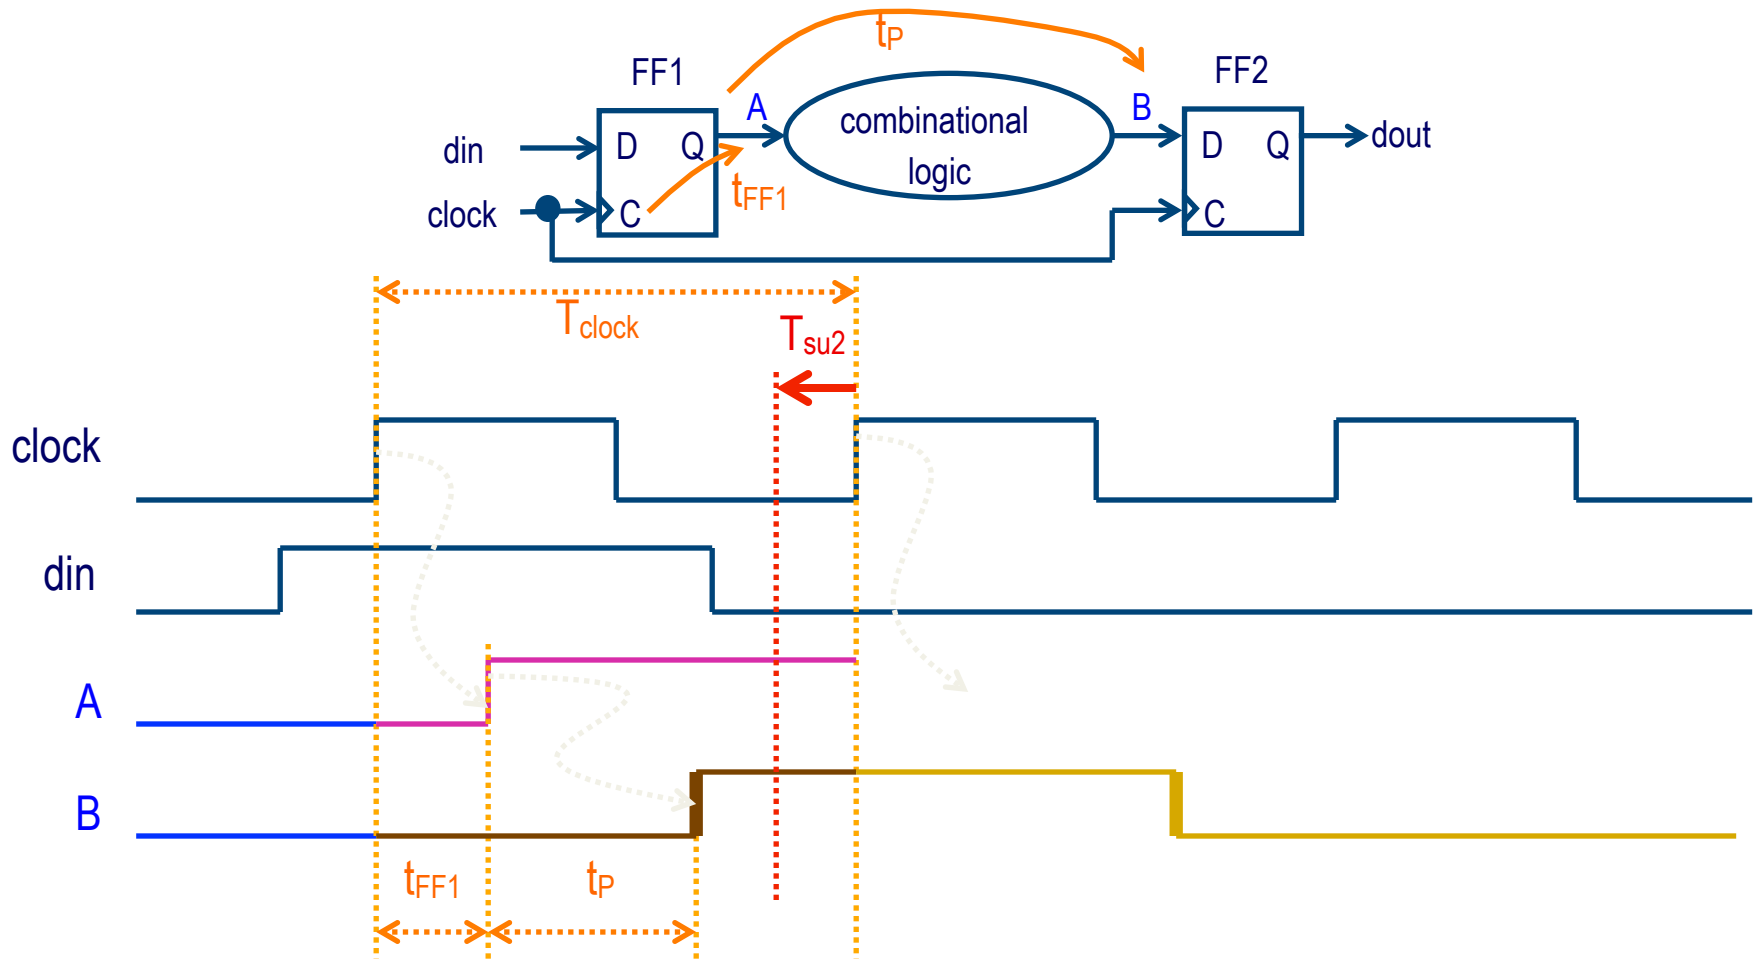 tP
FF1
FF2
A
B
combinational
logic
din
D
Q
D
Q
dout
tFF1
clock
C
C
Tclock
Tsu2
clock
din
A
B
tFF1
tP